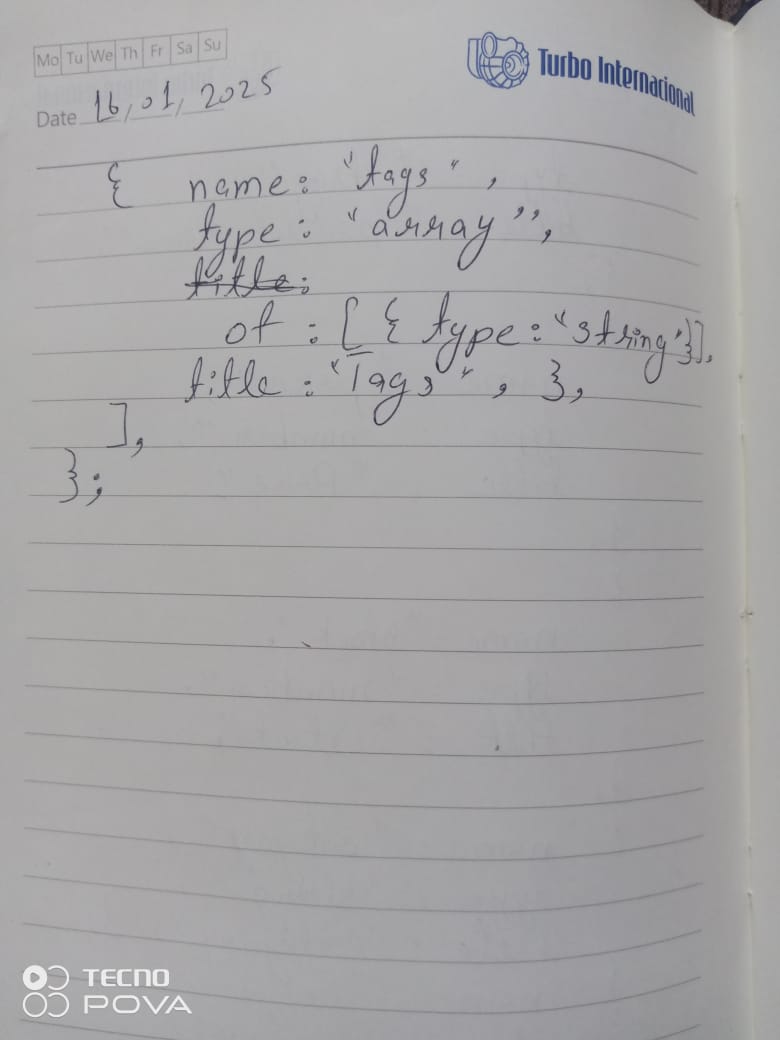 Mo Tu We Th Fr Sa Su
Turbo Internacional
Date 16/01/2025
{ name: "tags",
type: "array",
title:
of: [{ type: "string"}],
title: "Tags", },
],
};
TECNO
POVA